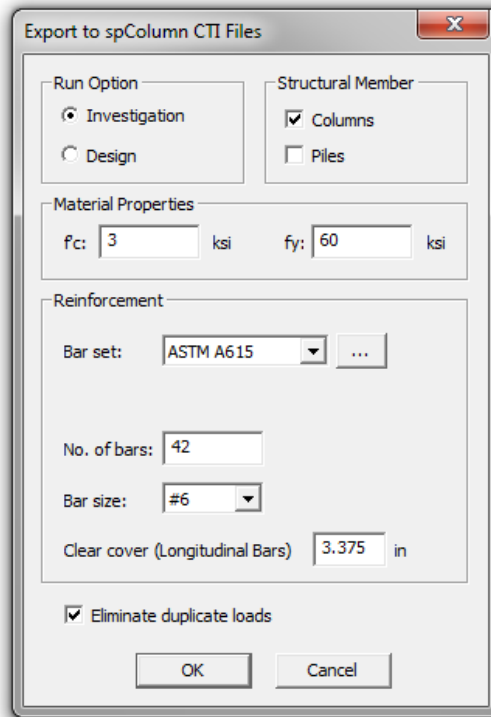 Export to spColumn CTI Files
Run Option
Investigation
Design
Structural Member
Columns
Piles
Material Properties
f'c: 3 ksi fy: 60 ksi
Reinforcement
Bar set: ASTM A615 ...
No. of bars: 42
Bar size: #6
Clear cover (Longitudinal Bars) 3.375 in
Eliminate duplicate loads
OK Cancel